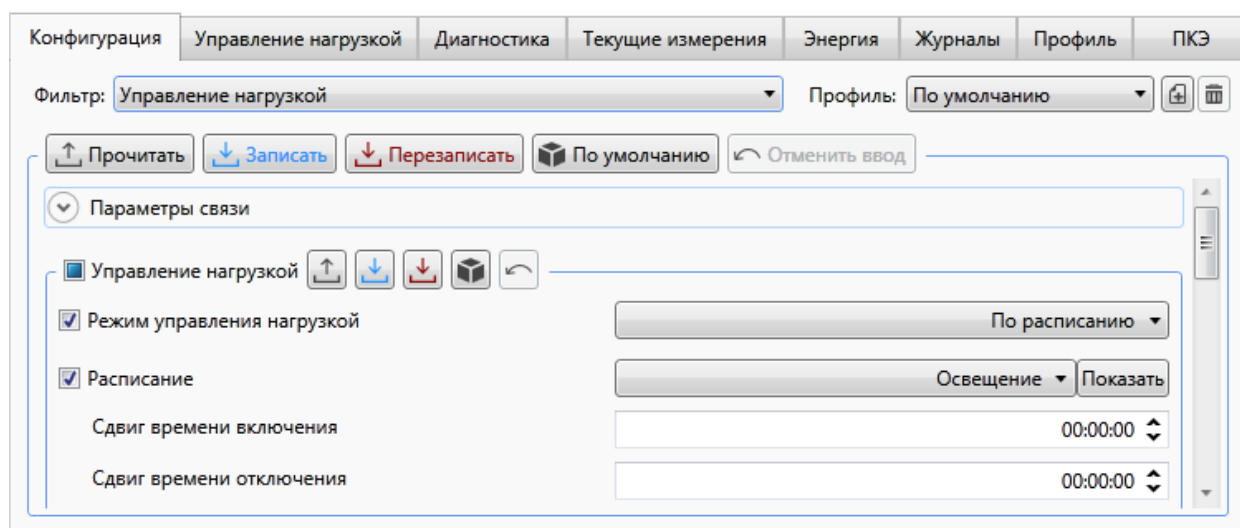 Конфигурация Управление нагрузкой Диагностика Текущие измерения Энергия Журналы Профиль ПКЭ
Фильтр: Управление нагрузкой Профиль: По умолчанию
Прочитать Записать Перезаписать По умолчанию Отменить ввод
Параметры связи
Управление нагрузкой
Режим управления нагрузкой По расписанию
Расписание Освещение Показать
Сдвиг времени включения 00:00:00
Сдвиг времени отключения 00:00:00